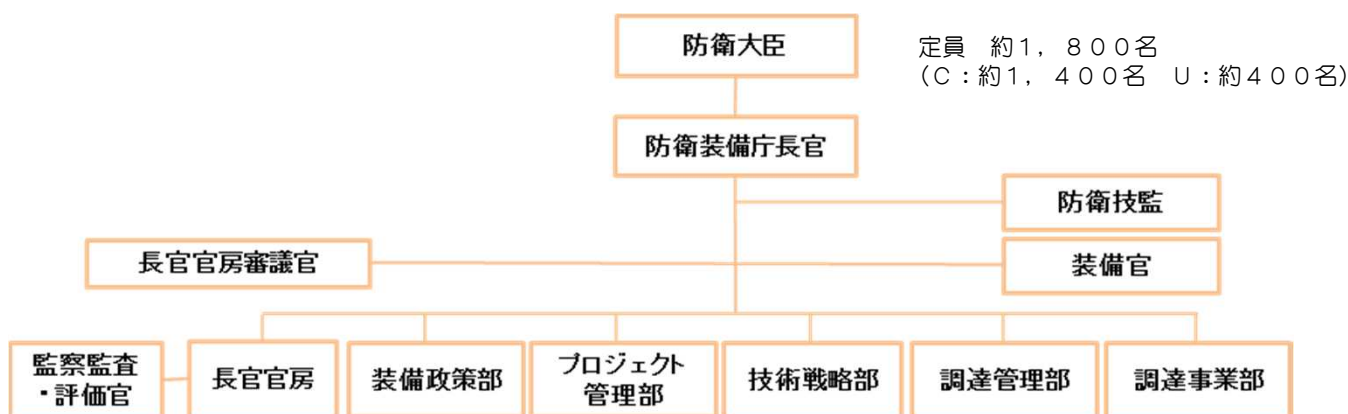 防衛大臣
定員　約１，８００名
（Ｃ：約１，４００名　Ｕ：約４００名）
防衛装備庁長官
防衛技監
長官官房審議官
装備官
監察監査
・評価官
長官官房
装備政策部
プロジェクト
管理部
技術戦略部
調達管理部
調達事業部